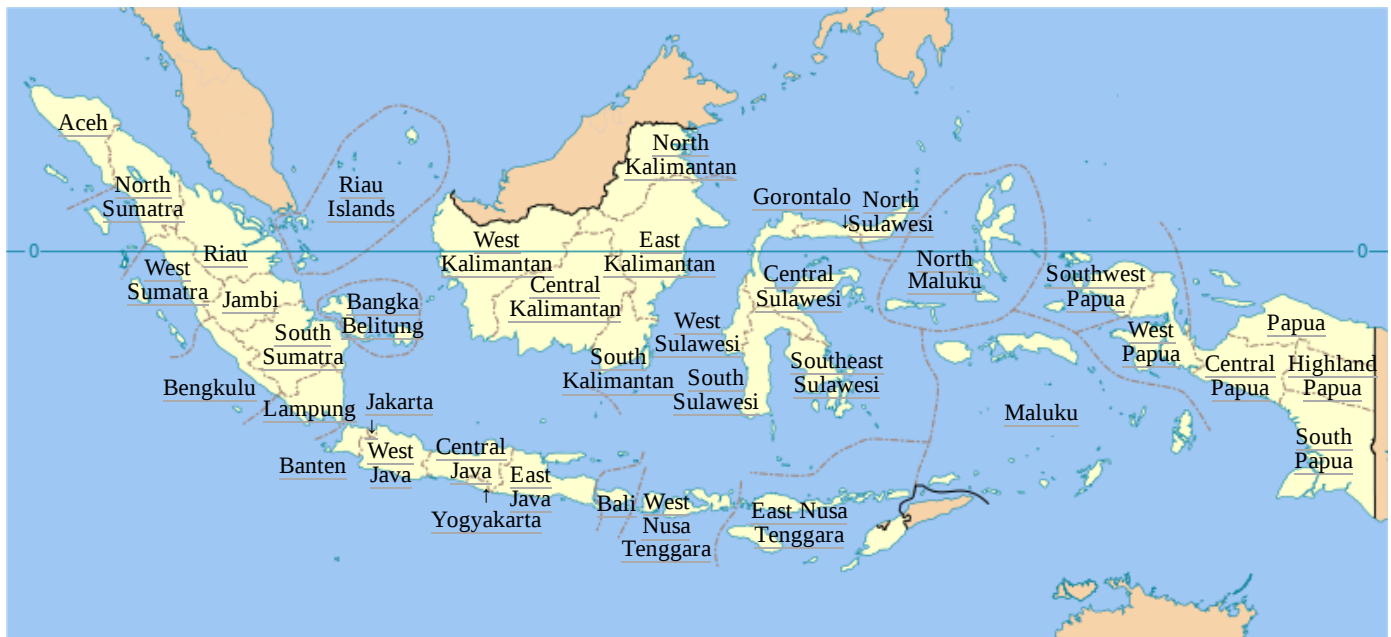 Aceh
North
Sumatra
Riau
Islands
North
Kalimantan
Gorontalo
↓
North
Sulawesi
0
0
Riau
West
Sumatra
West
Kalimantan
East
Kalimantan
Central
Kalimantan
Central
Sulawesi
North
Maluku
Southwest
Papua
Jambi
Bangka
Belitung
South
Sumatra
West
Sulawesi
South
Kalimantan
South
Sulawesi
Southeast
Sulawesi
West
Papua
Papua
Central
Papua
Highland
Papua
Bengkulu
Lampung
Jakarta
↓
Maluku
Banten
West
Java
Central
Java
↑
Yogyakarta
East
Java
Bali
West
Nusa
Tenggara
East Nusa
Tenggara
South
Papua